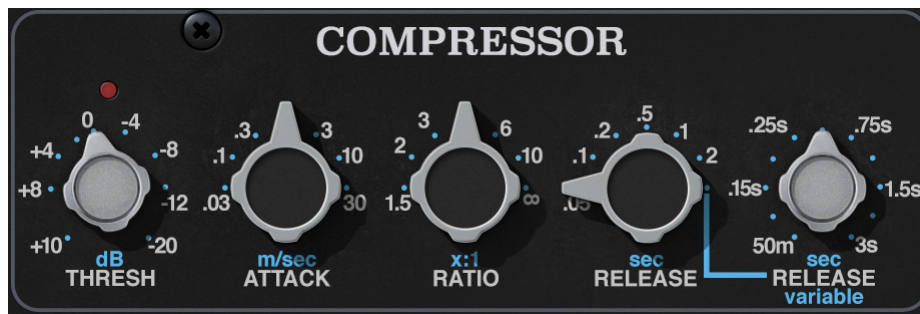 COMPRESSOR
0 -4
+4 -8
+8 -12
+10 -20
dB
THRESH
.3 3
.1 10
.03 30
m/sec
ATTACK
3 6
2 10
1.5 ∞
x:1
RATIO
.5
.2 1
.1 2
.05
sec
RELEASE
.25s .75s
.15s 1.5s
50m 3s
sec
RELEASE
variable